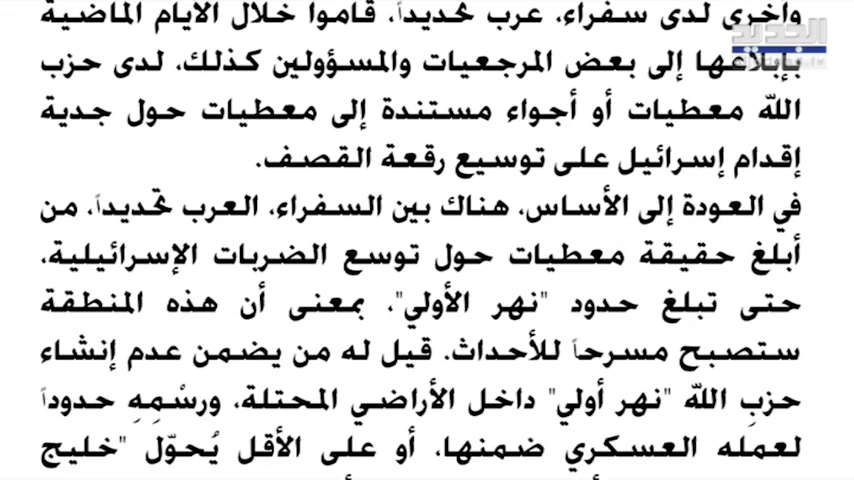 وأخرى لدى سفراء، عرب تحديداً، قاموا خلال الأيام الماضية
بإبلاغها إلى بعض المرجعيات والمسؤولين كذلك، لدى حزب
الله معطيات أو أجواء مستندة إلى معطيات حول جدية
إقدام إسرائيل على توسيع رقعة القصف.
في العودة إلى الأساس، هناك بين السفراء، العرب تحديداً، من
أبلغ حقيقة معطيات حول توسع الضربات الإسرائيلية،
حتى تبلغ حدود "نهر الأولي"، بمعنى أن هذه المنطقة
ستصبح مسرحاً للأحداث. قيل له من يضمن عدم إنشاء
حزبِ الله "نهر أولي" داخل الأراضي المحتلة، ورسْمِهِ حدوداً
لعمله العسكري ضمنها، أو على الأقل يُحوّل "خليج
الجديد